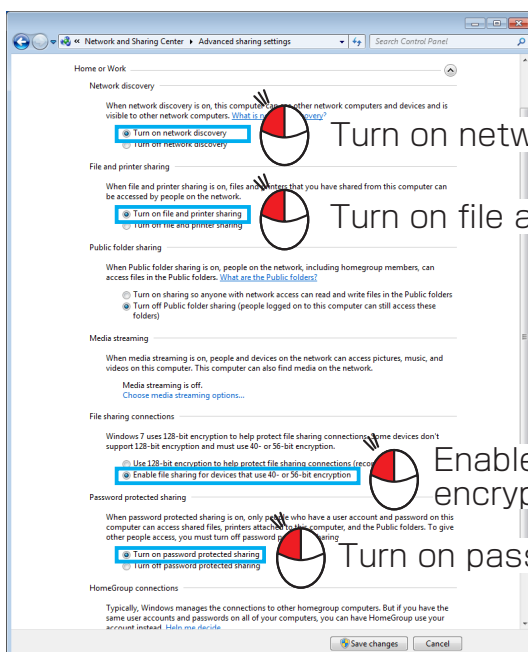 « Network and Sharing Center ▸ Advanced sharing settings
Search Control Panel
Home or Work
Network discovery
When network discovery is on, this computer can other network computers and devices and is
visible to other network computers. What is
Turn on network discovery
Turn off network discovery
Turn on netw
File and printer sharing
When file and printer sharing is on, files and printers that you have shared from this computer can
be accessed by people on the network.
Turn on file and printer sharing
Turn off file and printer sharing
Turn on file a
Public folder sharing
When Public folder sharing is on, people on the network, including homegroup members, can
access files in the Public folders. What are the Public folders?
Turn on sharing so anyone with network access can read and write files in the Public folders
Turn off Public folder sharing (people logged on to this computer can still access these
folders)
Media streaming
When media streaming is on, people and devices on the network can access pictures, music, and
videos on this computer. This computer can also find media on the network.
Media streaming is off.
Choose media streaming options...
File sharing connections
Windows 7 uses 128-bit encryption to help protect file sharing connections. Some devices don't
support 128-bit encryption and must use 40- or 56-bit encryption.
Use 128-bit encryption to help protect file sharing connections (reco
Enable file sharing for devices that use 40- or 56-bit encryption
Enable
encryp
Password protected sharing
When password protected sharing is on, only people who have a user account and password on this
computer can access shared files, printers attached to this computer, and the Public folders. To give
other people access, you must turn off password sharing.
Turn on password protected sharing
Turn off password protected sharing
Turn on pass
HomeGroup connections
Typically, Windows manages the connections to other homegroup computers. But if you have the
same user accounts and passwords on all of your computers, you can have HomeGroup use your
account instead. Help me decide
Save changes
Cancel